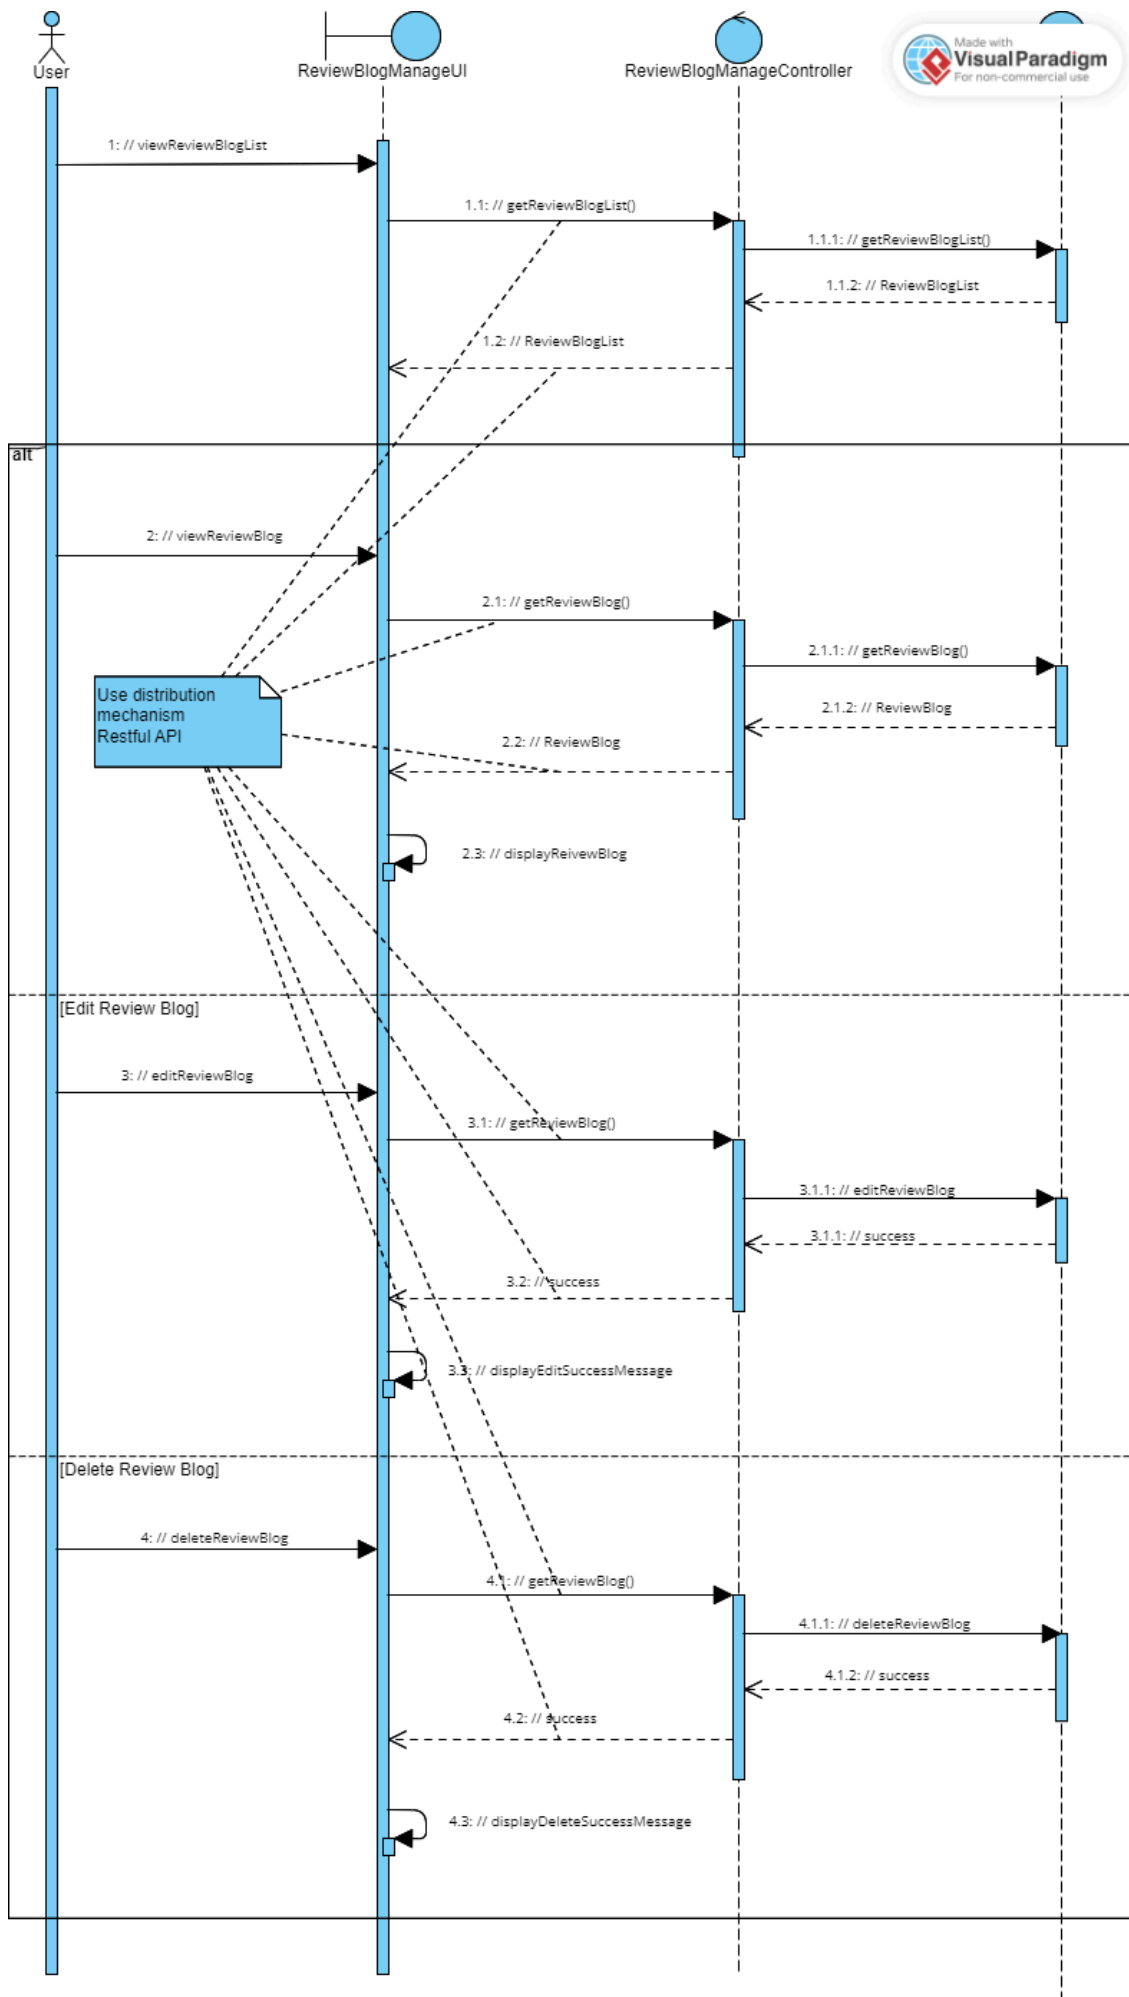 User
ReviewBlogManageUI
ReviewBlogManageController
Made with
Visual Paradigm
For non-commercial use
1: // viewReviewBlogList
1.1: // getReviewBlogList()
1.1.1: // getReviewBlogList()
1.1.2: // ReviewBlogList
1.2: // ReviewBlogList
alt
2: // viewReviewBlog
2.1: // getReviewBlog()
2.1.1: // getReviewBlog()
Use distribution
mechanism
Restful API
2.1.2: // ReviewBlog
2.2: // ReviewBlog
2.3: // displayReivewBlog
[Edit Review Blog]
3: // editReviewBlog
3.1: // getReviewBlog()
3.1.1: // editReviewBlog
3.1.1: // success
3.2: // success
3.3: // displayEditSuccessMessage
[Delete Review Blog]
4: // deleteReviewBlog
4.1: // getReviewBlog()
4.1.1: // deleteReviewBlog
4.1.2: // success
4.2: // success
4.3: // displayDeleteSuccessMessage